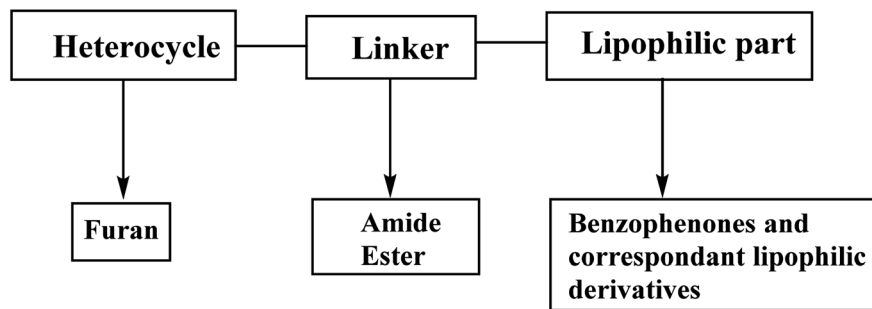 Heterocycle
Linker
Lipophilic part
Furan
Amide
Ester
Benzophenones and
correspondant lipophilic
derivatives